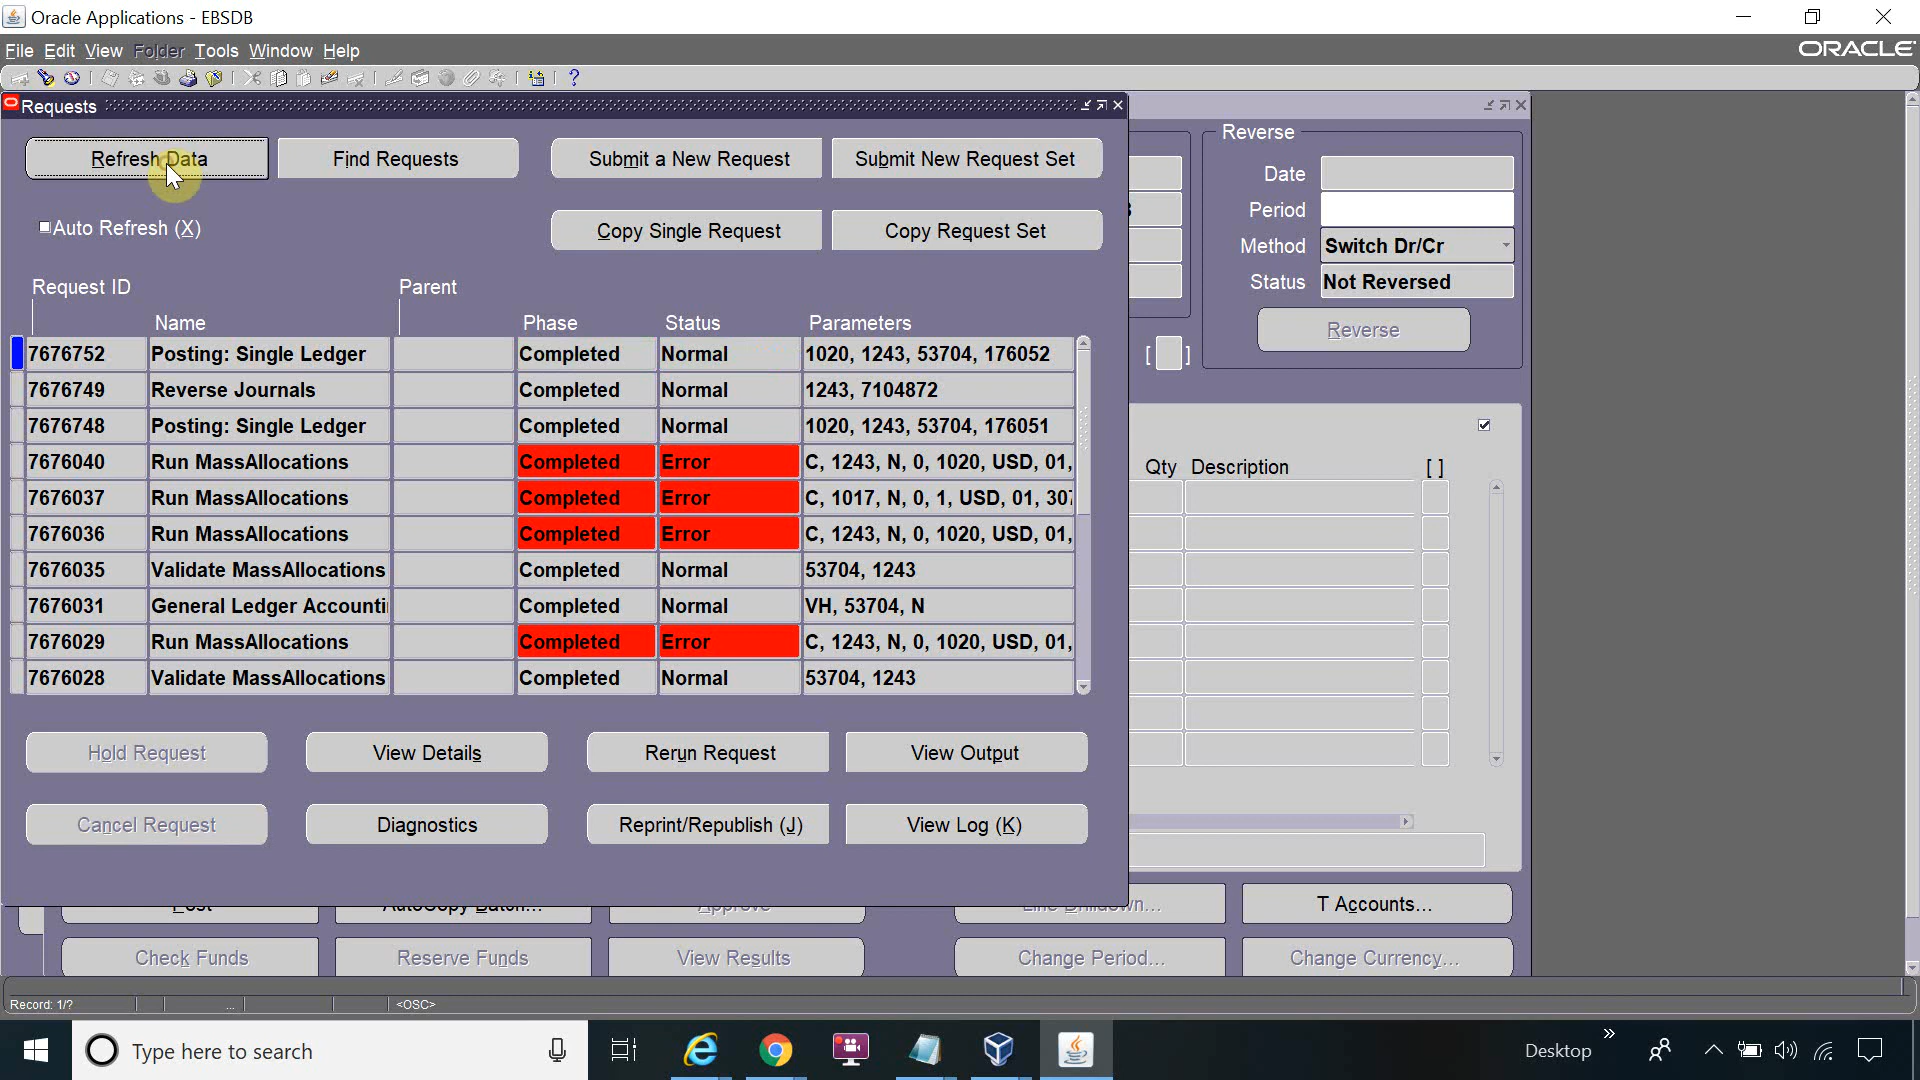 Oracle Applications - EBSDB
File Edit View Folder Tools Window Help
ORACLE
Requests
Refresh Data Find Requests Submit a New Request Submit New Request Set
Auto Refresh (X) Copy Single Request Copy Request Set
Request ID Parent
Name Phase Status Parameters
7676752 Posting: Single Ledger Completed Normal 1020, 1243, 53704, 176052
7676749 Reverse Journals Completed Normal 1243, 7104872
7676748 Posting: Single Ledger Completed Normal 1020, 1243, 53704, 176051
7676040 Run MassAllocations Completed Error C, 1243, N, 0, 1020, USD, 01,
7676037 Run MassAllocations Completed Error C, 1017, N, 0, 1, USD, 01, 307
7676036 Run MassAllocations Completed Error C, 1243, N, 0, 1020, USD, 01,
7676035 Validate MassAllocations Completed Normal 53704, 1243
7676031 General Ledger Accounti Completed Normal VH, 53704, N
7676029 Run MassAllocations Completed Error C, 1243, N, 0, 1020, USD, 01,
7676028 Validate MassAllocations Completed Normal 53704, 1243
Hold Request View Details Rerun Request View Output
Cancel Request Diagnostics Reprint/Republish (J) View Log (K)
Reverse
Date
Period
Method Switch Dr/Cr
Status Not Reversed
Reverse
[ ]
Qty Description [ ]
Post AutoCopy Batch... Approve Line Drilldown... T Accounts...
Check Funds Reserve Funds View Results Change Period... Change Currency...
Record: 1/? ... <OSC>
Type here to search Desktop